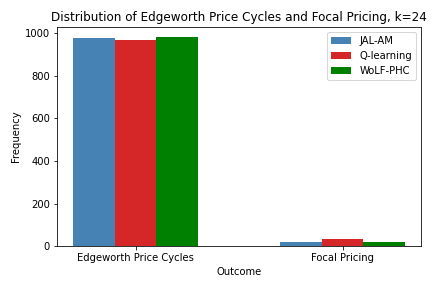 Distribution of Edgeworth Price Cycles and Focal Pricing, k=24
JAL-AM
Q-learning
WoLF-PHC
Frequency
1000
800
600
400
200
0
Edgeworth Price Cycles
Focal Pricing
Outcome